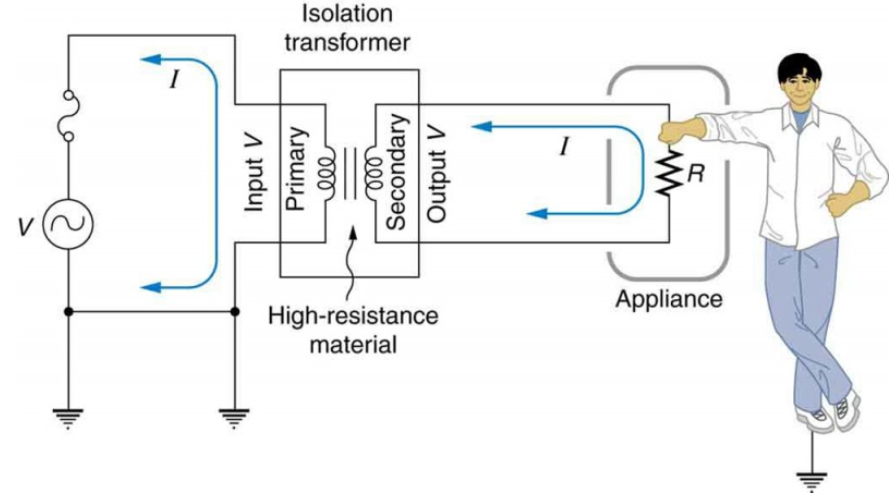 Isolation
transformer
I
V
Input V
Primary
Secondary
Output V
I
R
Appliance
High-resistance
material